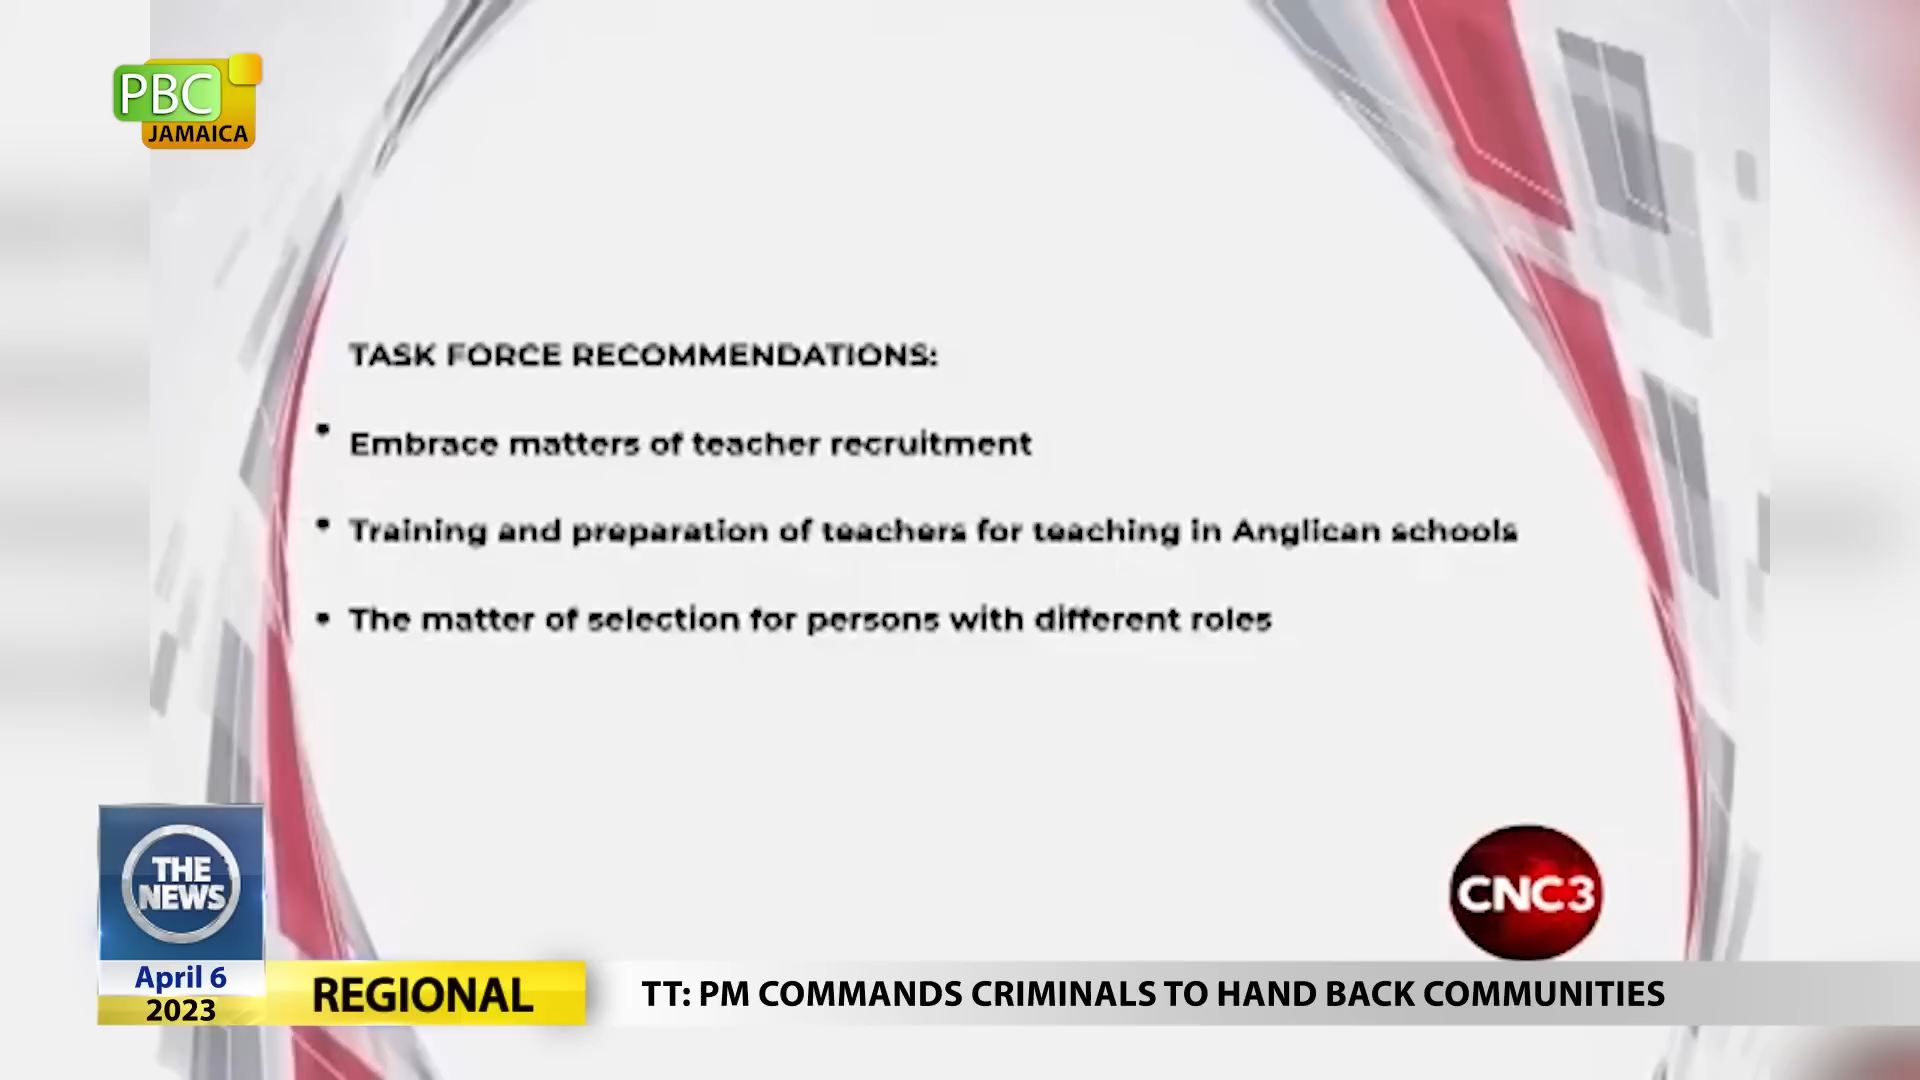 PBC
JAMAICA
TASK FORCE RECOMMENDATIONS:
• Embrace matters of teacher recruitment
• Training and preparation of teachers for teaching in Anglican schools
• The matter of selection for persons with different roles
CNC3
THE
NEWS
April 6
2023
REGIONAL
TT: PM COMMANDS CRIMINALS TO HAND BACK COMMUNITIES